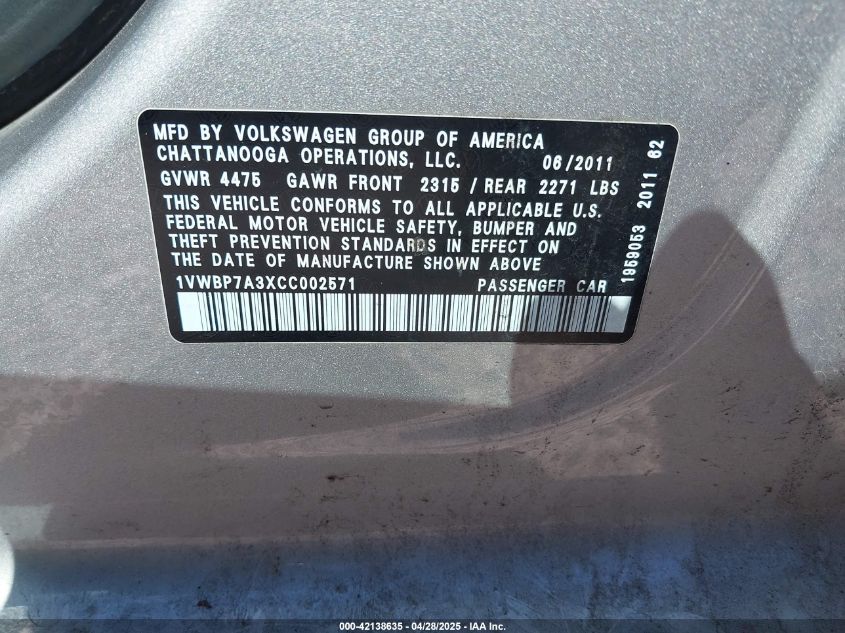 MFD BY VOLKSWAGEN GROUP OF AMERICA
CHATTANOOGA OPERATIONS, LLC. 06/2011
GVWR 4475 GAWR FRONT 2315 / REAR 2271 LBS
THIS VEHICLE CONFORMS TO ALL APPLICABLE U.S.
FEDERAL MOTOR VEHICLE SAFETY, BUMPER AND
THEFT PREVENTION STANDARDS IN EFFECT ON
THE DATE OF MANUFACTURE SHOWN ABOVE
1VWBP7A3XCC002571 PASSENGER CAR
1959053 2011 62
000-42138635 - 04/28/2025 - IAA Inc.